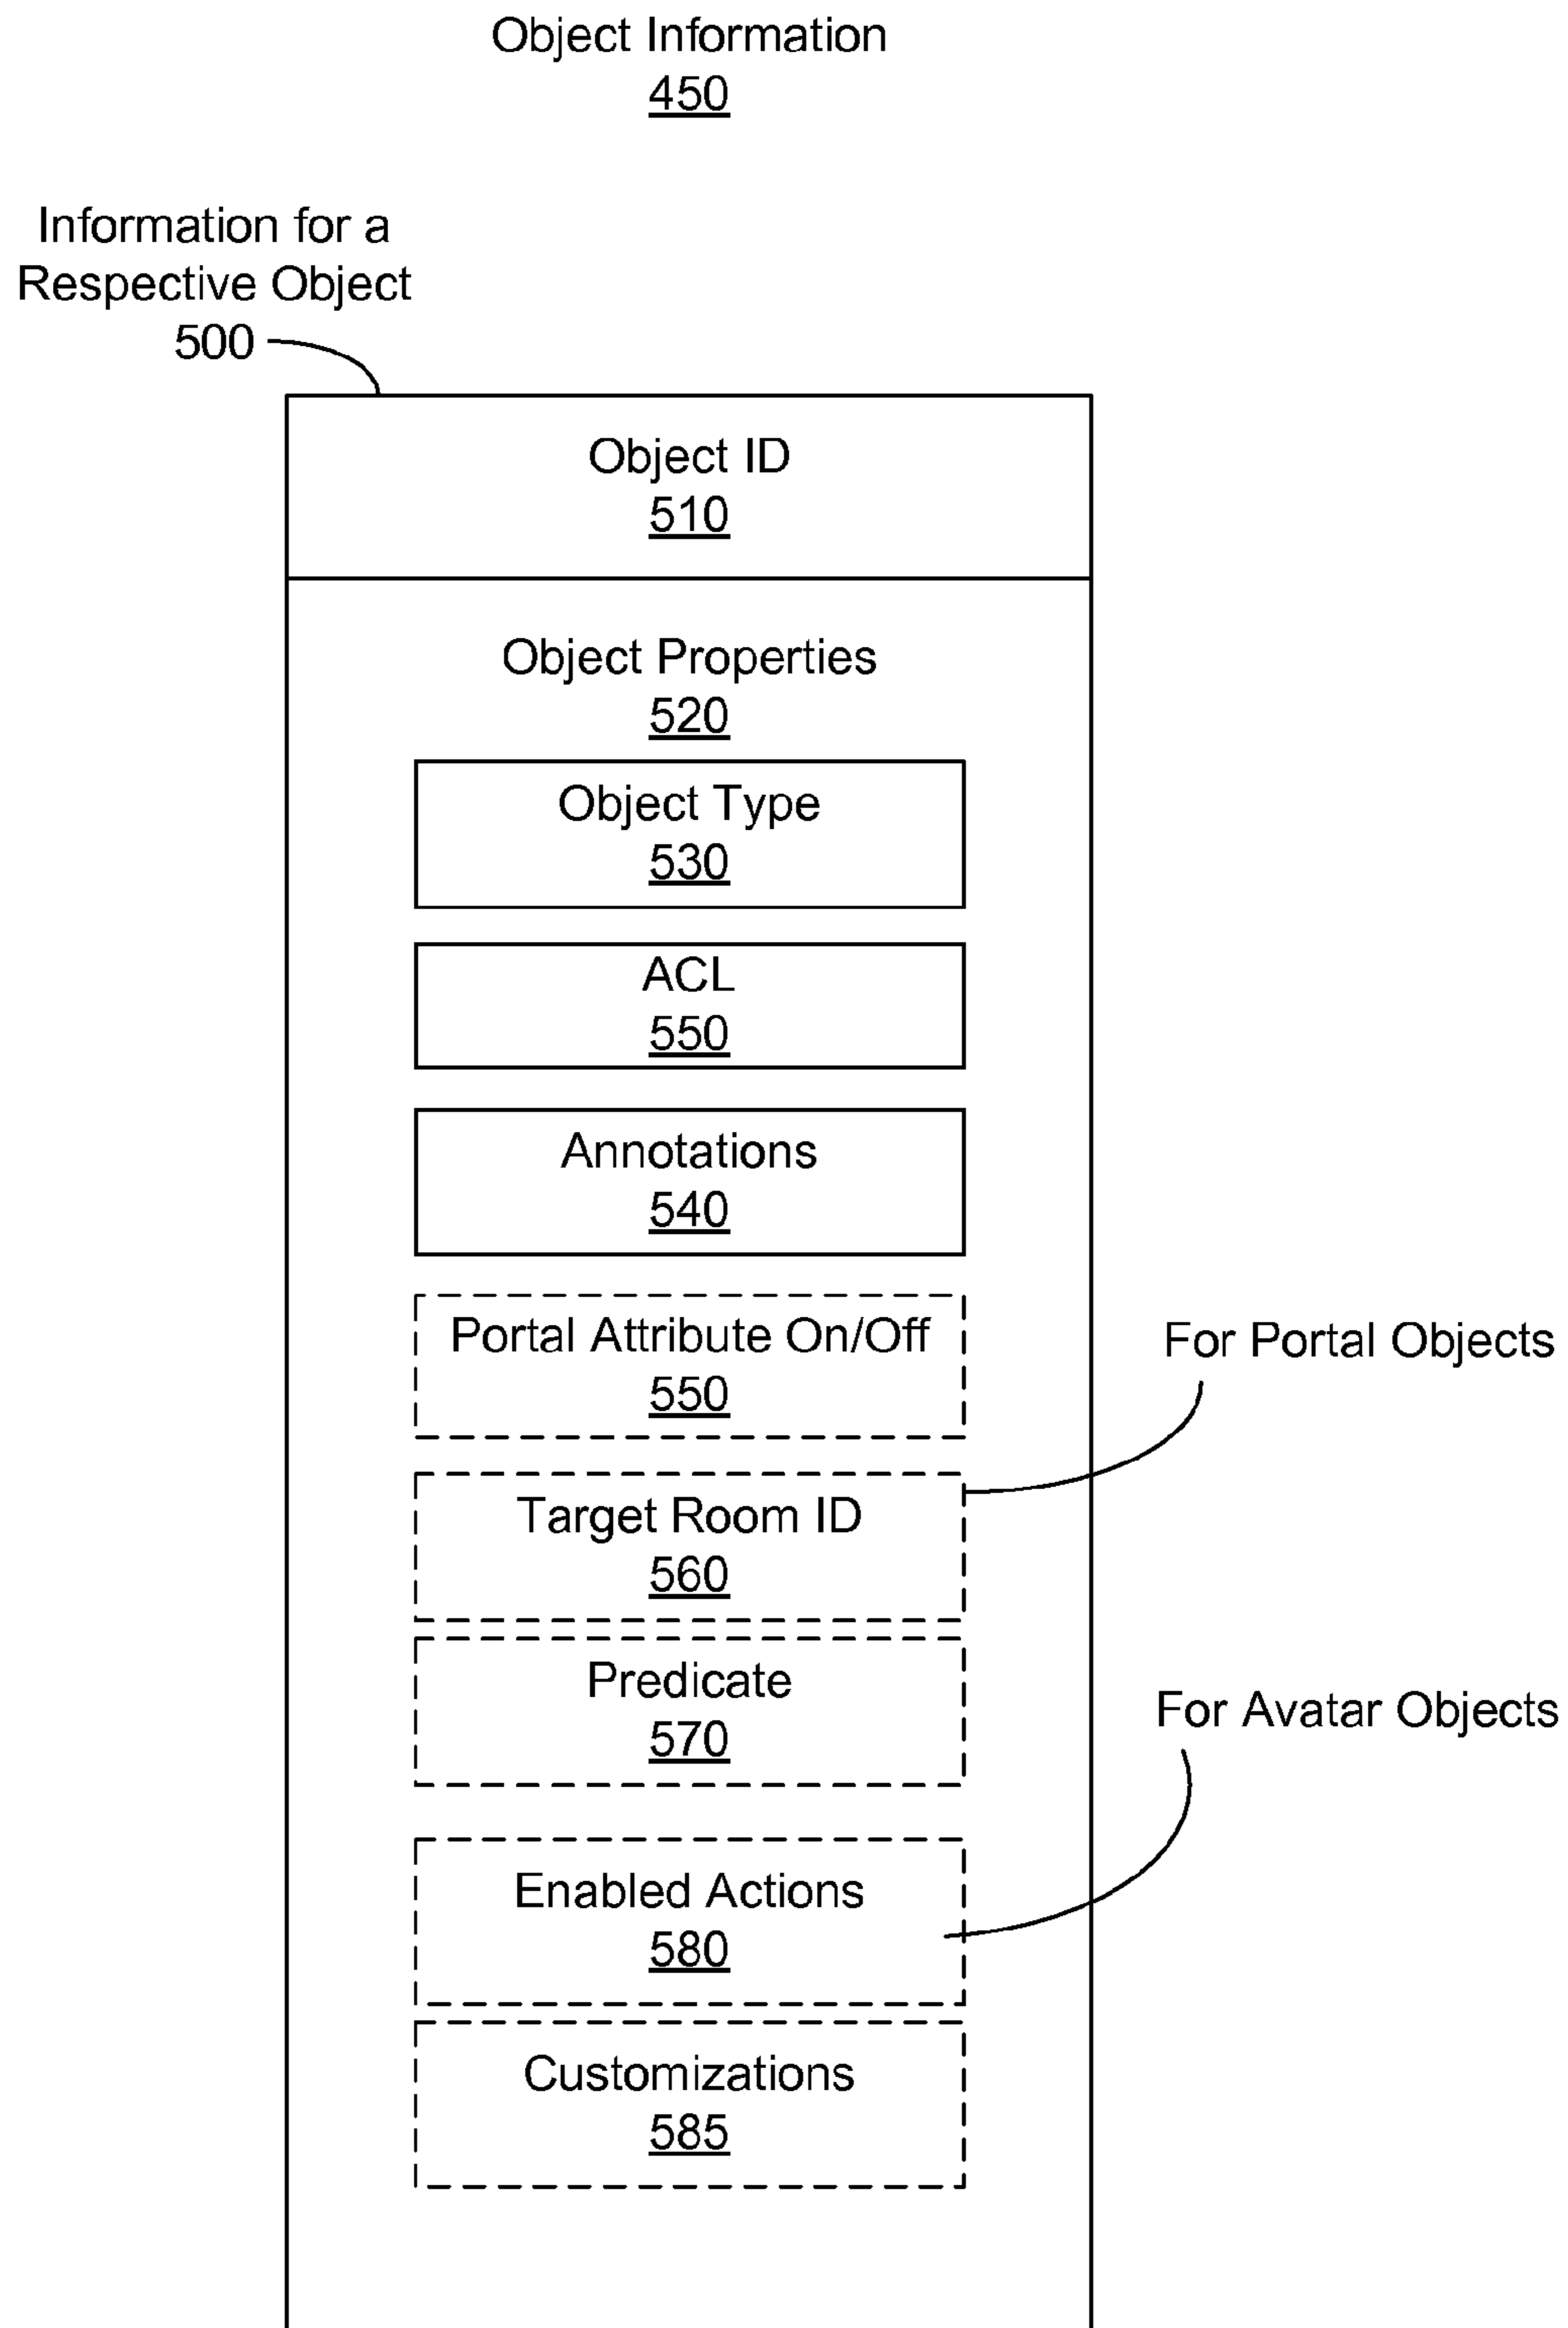 Object Information
450
Information for a
Respective Object
500
Object ID
510
Object Properties
520
Object Type
530
ACL
550
Annotations
540
Portal Attribute On/Off
550
For Portal Objects
Target Room ID
560
Predicate
570
For Avatar Objects
Enabled Actions
580
Customizations
585